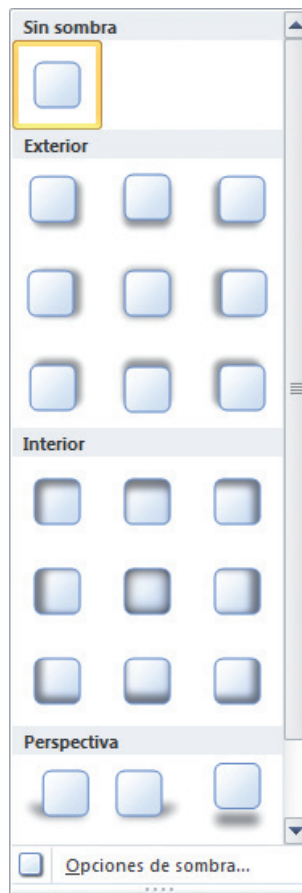 Sin sombra
Exterior
Interior
Perspectiva
Opciones de sombra...